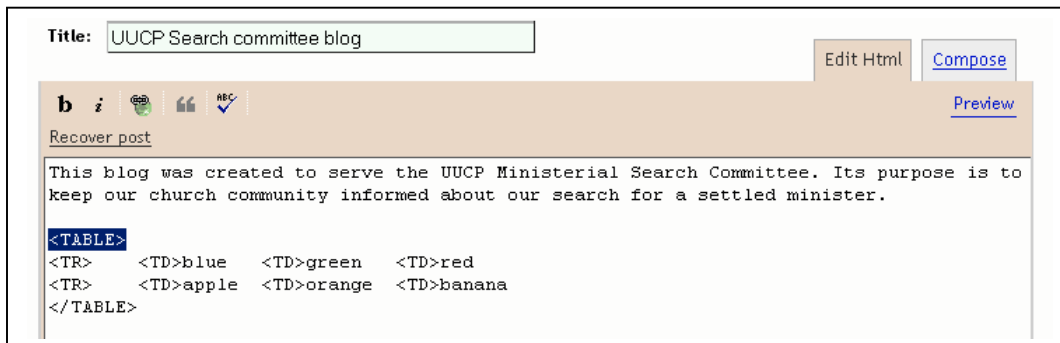 Title: UUCP Search committee blog
Edit Html Compose
b i ABC Preview
Recover post
This blog was created to serve the UUCP Ministerial Search Committee. Its purpose is to
keep our church community informed about our search for a settled minister.
<TABLE>
<TR> <TD>blue <TD>green <TD>red
<TR> <TD>apple <TD>orange <TD>banana
</TABLE>